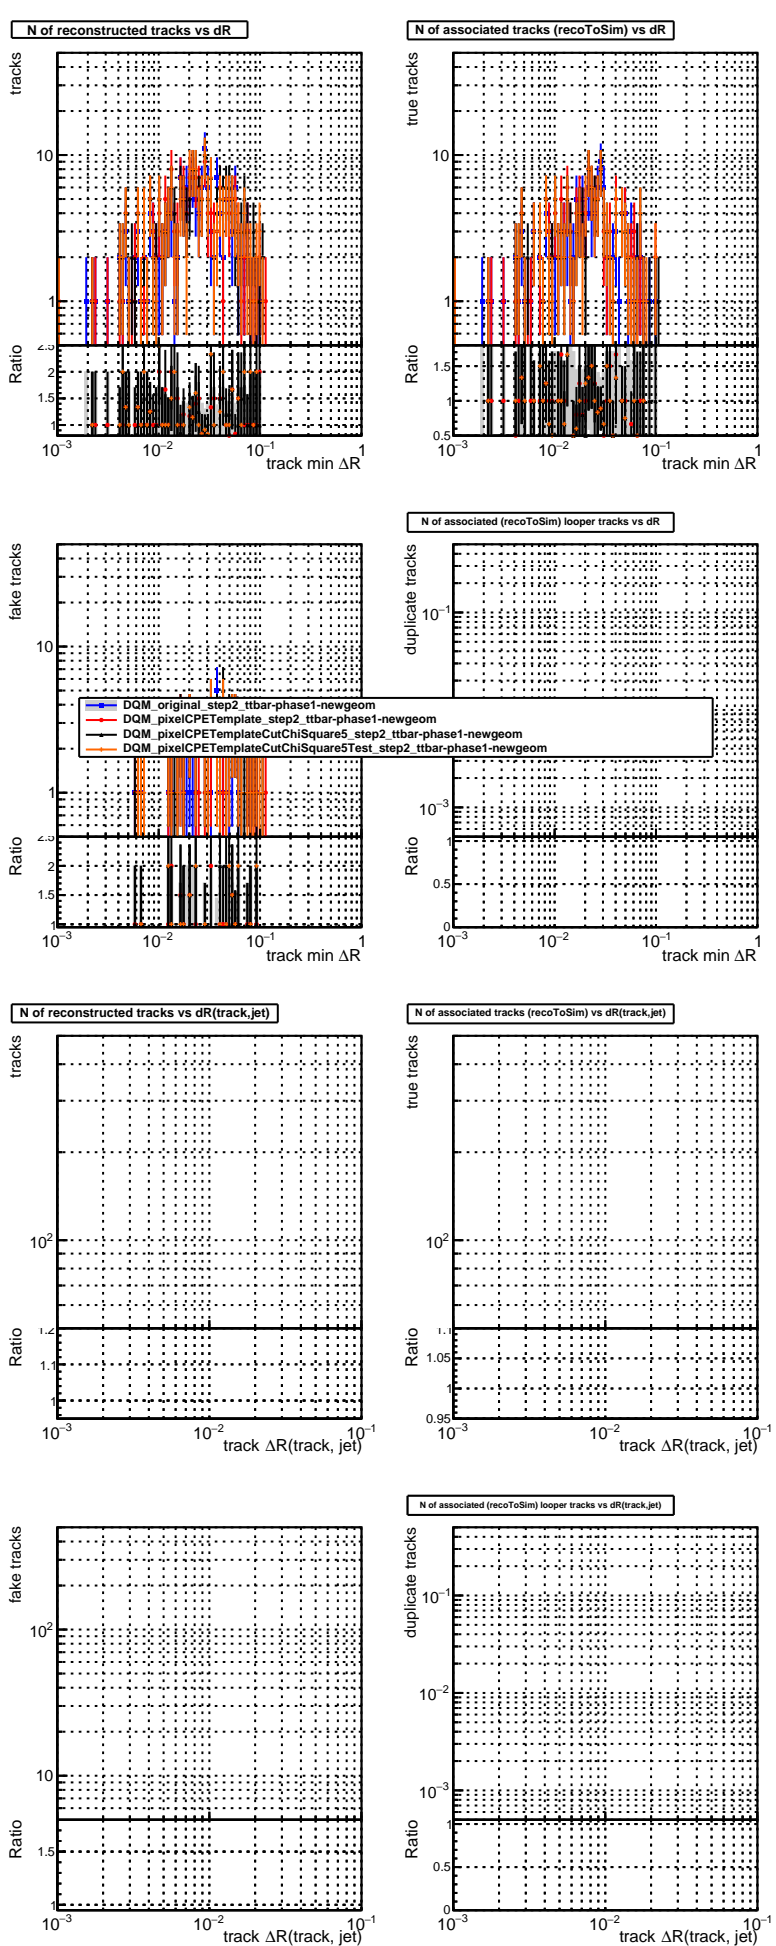 N of reconstructed tracks vs dR
tracks
10
1
Ratio
2.5
2
1.5
1
10−3
10−2
10−1
1
track min ΔR
N of associated tracks (recoToSim) vs dR
true tracks
10
1
Ratio
1.5
1
0.5
10−3
10−2
10−1
1
track min ΔR
fake tracks
10
1
Ratio
2.5
2
1.5
1
10−3
10−2
10−1
1
track min ΔR
N of associated (recoToSim) looper tracks vs dR
duplicate tracks
10−1
10−3
Ratio
1
0.5
0
10−3
10−2
10−1
1
track min ΔR
DQM_original_step2_ttbar-phase1-newgeom
DQM_pixelCPETemplate_step2_ttbar-phase1-newgeom
DQM_pixelCPETemplateCutChiSquare5_step2_ttbar-phase1-newgeom
DQM_pixelCPETemplateCutChiSquare5Test_step2_ttbar-phase1-newgeom
N of reconstructed tracks vs dR(track,jet)
tracks
102
Ratio
1.2
1.1
1
10−3
10−2
10−1
track ΔR(track, jet)
N of associated tracks (recoToSim) vs dR(track,jet)
true tracks
102
Ratio
1.1
1.05
1
0.95
10−3
10−2
10−1
track ΔR(track, jet)
fake tracks
102
10
Ratio
1.5
1
10−3
10−2
10−1
track ΔR(track, jet)
N of associated (recoToSim) looper tracks vs dR(track,jet)
duplicate tracks
10−1
10−2
10−3
Ratio
1
0.5
0
10−3
10−2
10−1
track ΔR(track, jet)